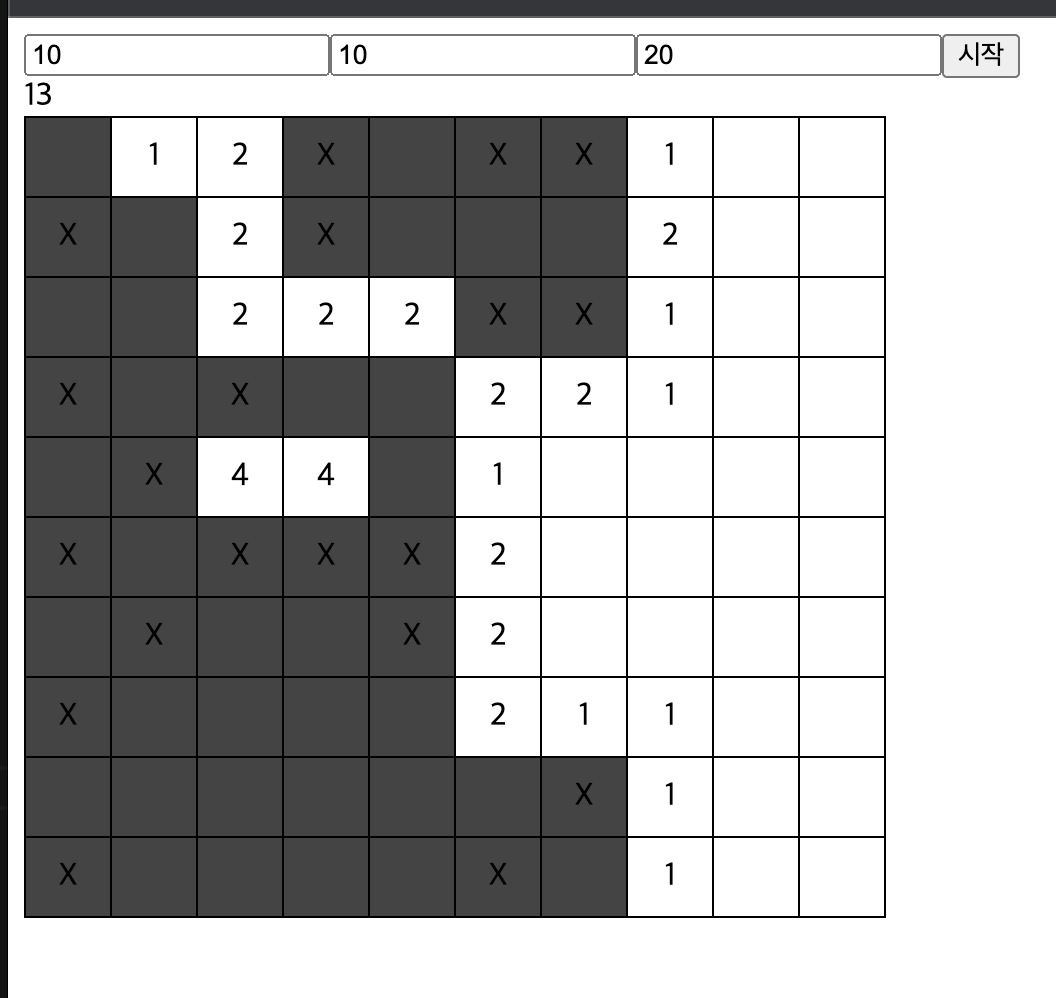 10 10 20 시작
13
1 2 X X X 1
X 2 X 2
2 2 2 X X 1
X X 2 2 1
X 4 4 1
X X X X 2
X X 2
X 2 1 1
X 1
X X 1